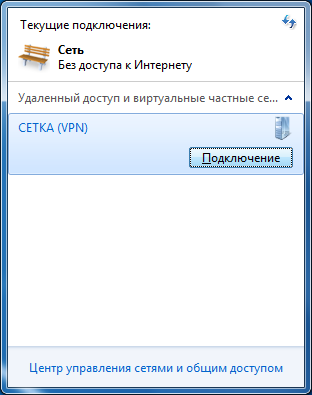 Текущие подключения:
Сеть
Без доступа к Интернету
Удаленный доступ и виртуальные частные се...
СЕТКА (VPN)
Подключение
Центр управления сетями и общим доступом